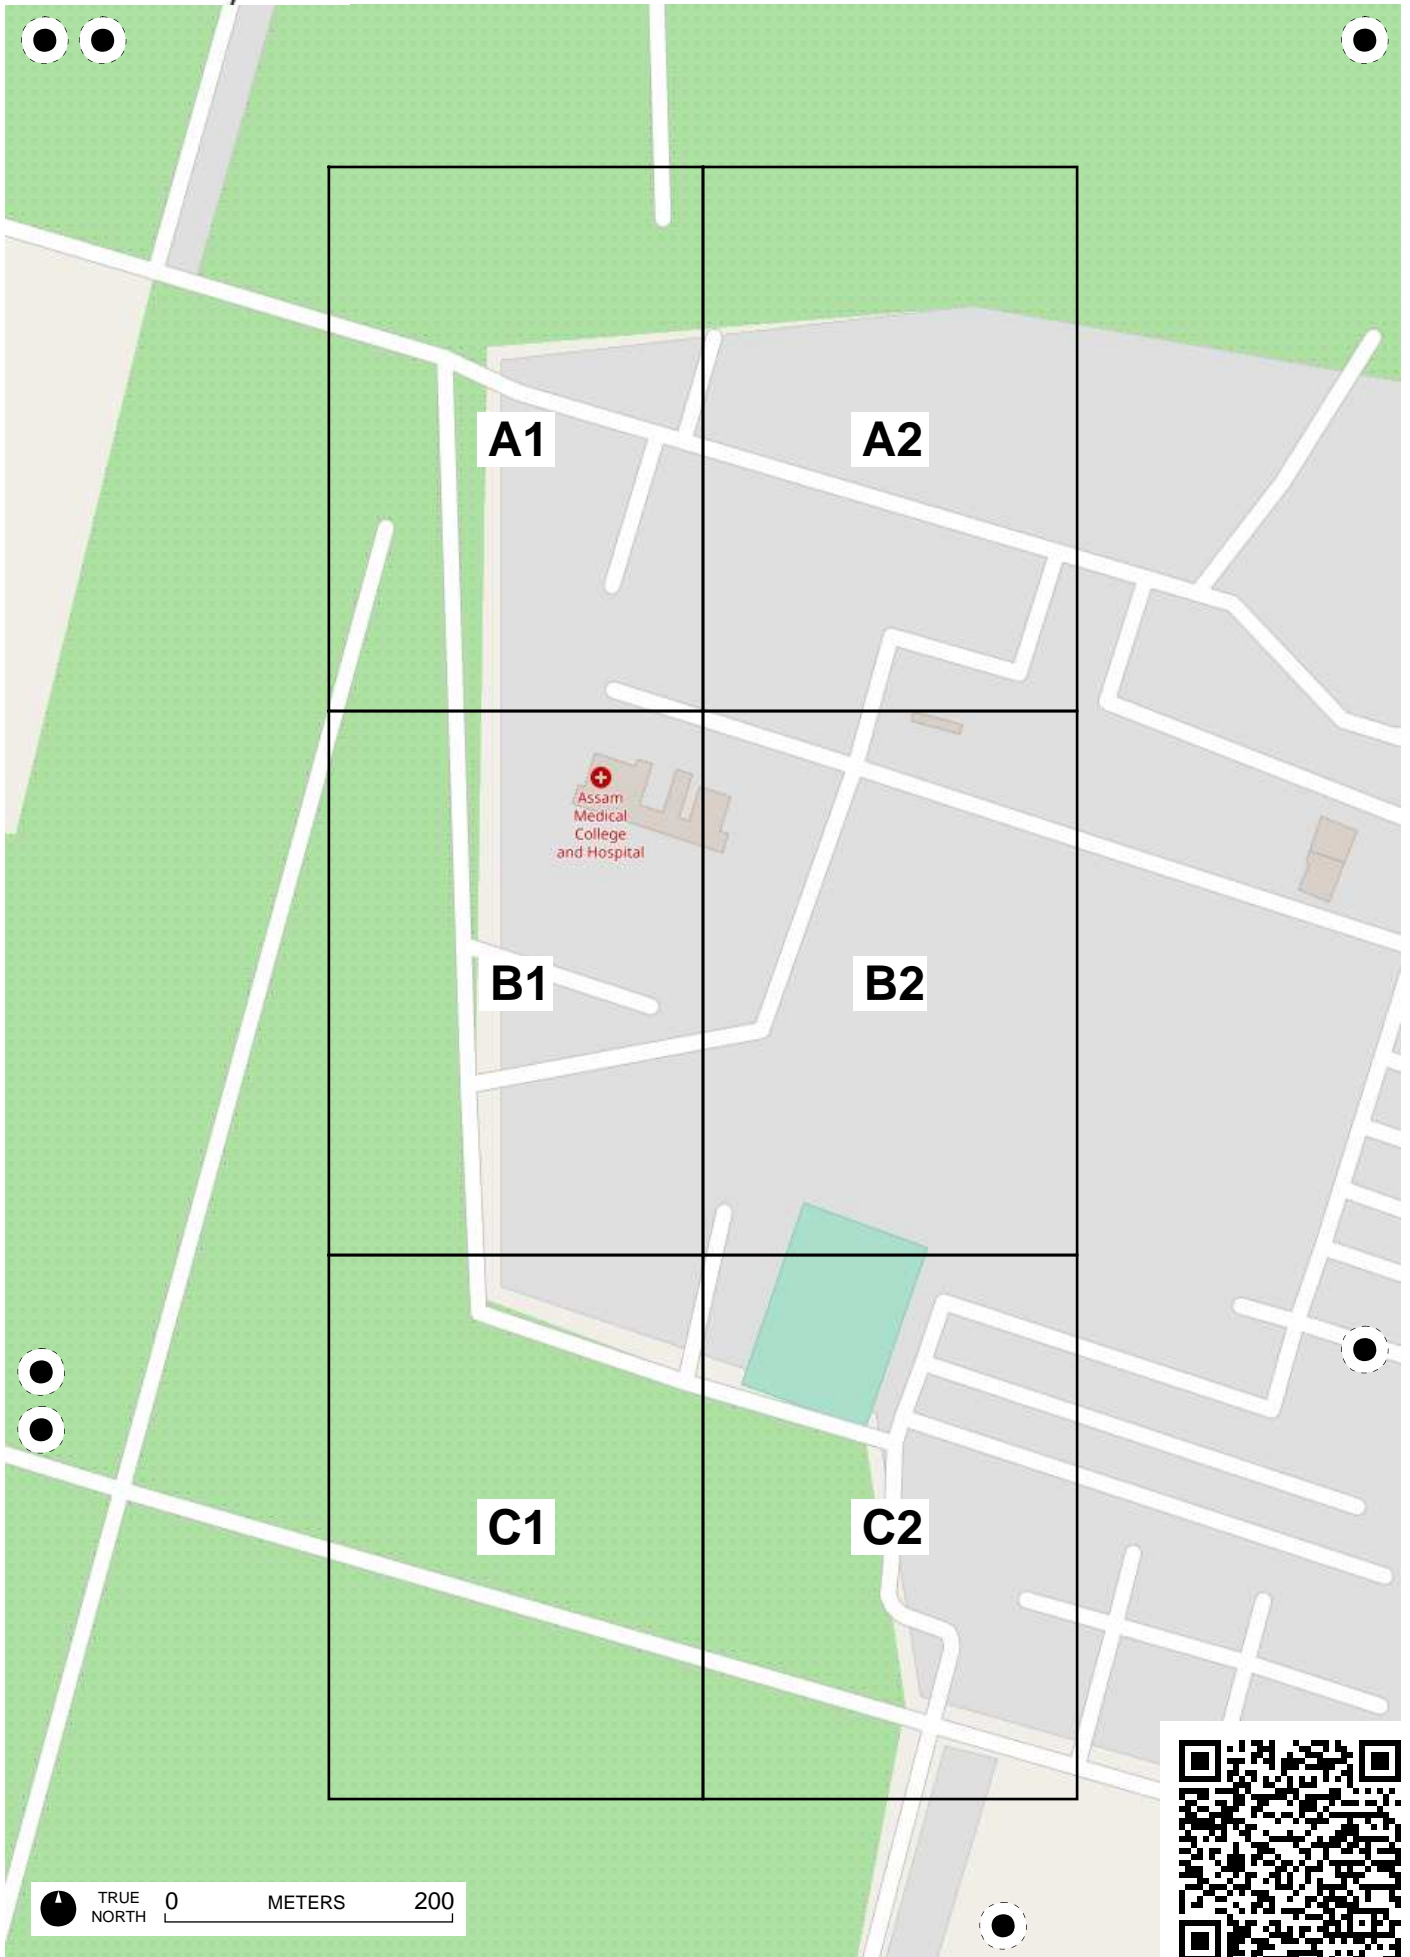 A1
A2
Assam
Medical
College
and Hospital
B1
B2
C1
C2
TRUE
NORTH
0 METERS 200